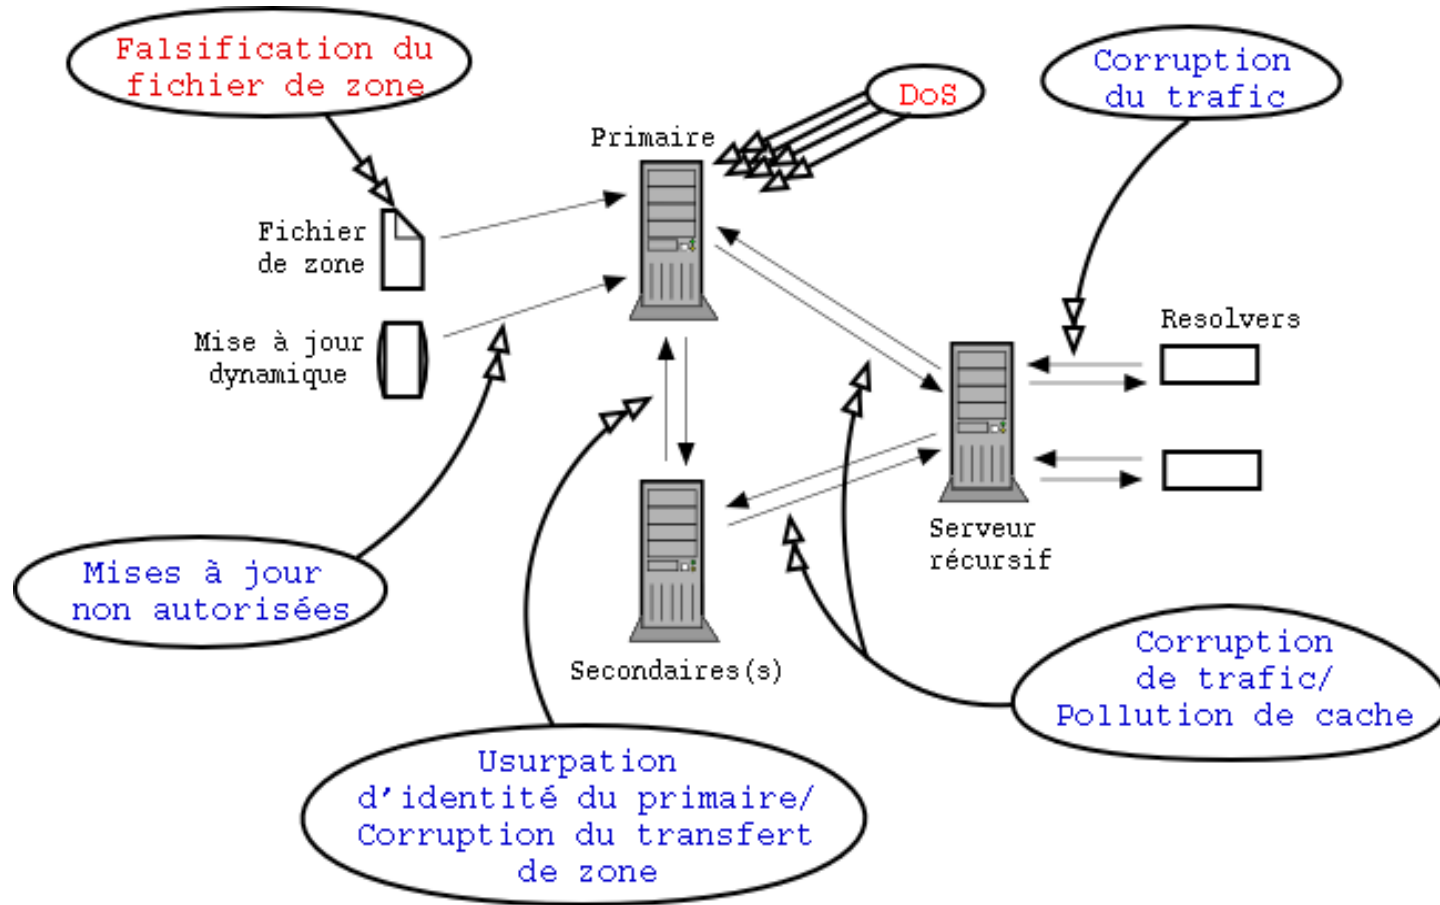 Falsification du
fichier de zone
DoS
Corruption
du trafic
Primaire
Fichier
de zone
Mise à jour
dynamique
Resolvers
Serveur
récursif
Mises à jour
non autorisées
Secondaires(s)
Corruption
de trafic/
Pollution de cache
Usurpation
d'identité du primaire/
Corruption du transfert
de zone